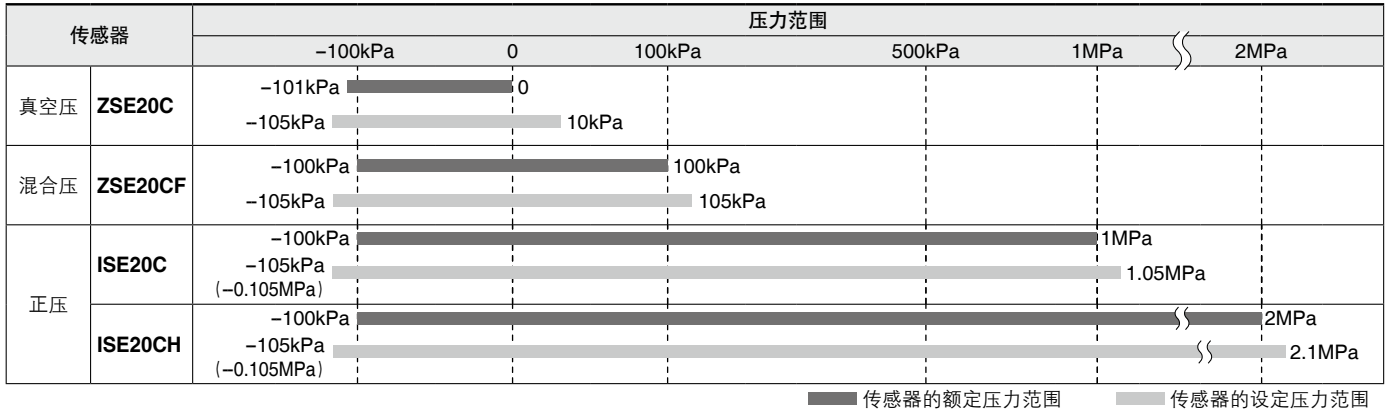 传感器 压力范围
−100kPa 0 100kPa 500kPa 1MPa 2MPa
真空压 ZSE20C −101kPa 0
−105kPa 10kPa
混合压 ZSE20CF −100kPa 100kPa
−105kPa 105kPa
正压 ISE20C −100kPa 1MPa
−105kPa 1.05MPa
(−0.105MPa)
ISE20CH −100kPa 2MPa
−105kPa 2.1MPa
(−0.105MPa)
传感器的额定压力范围 传感器的设定压力范围